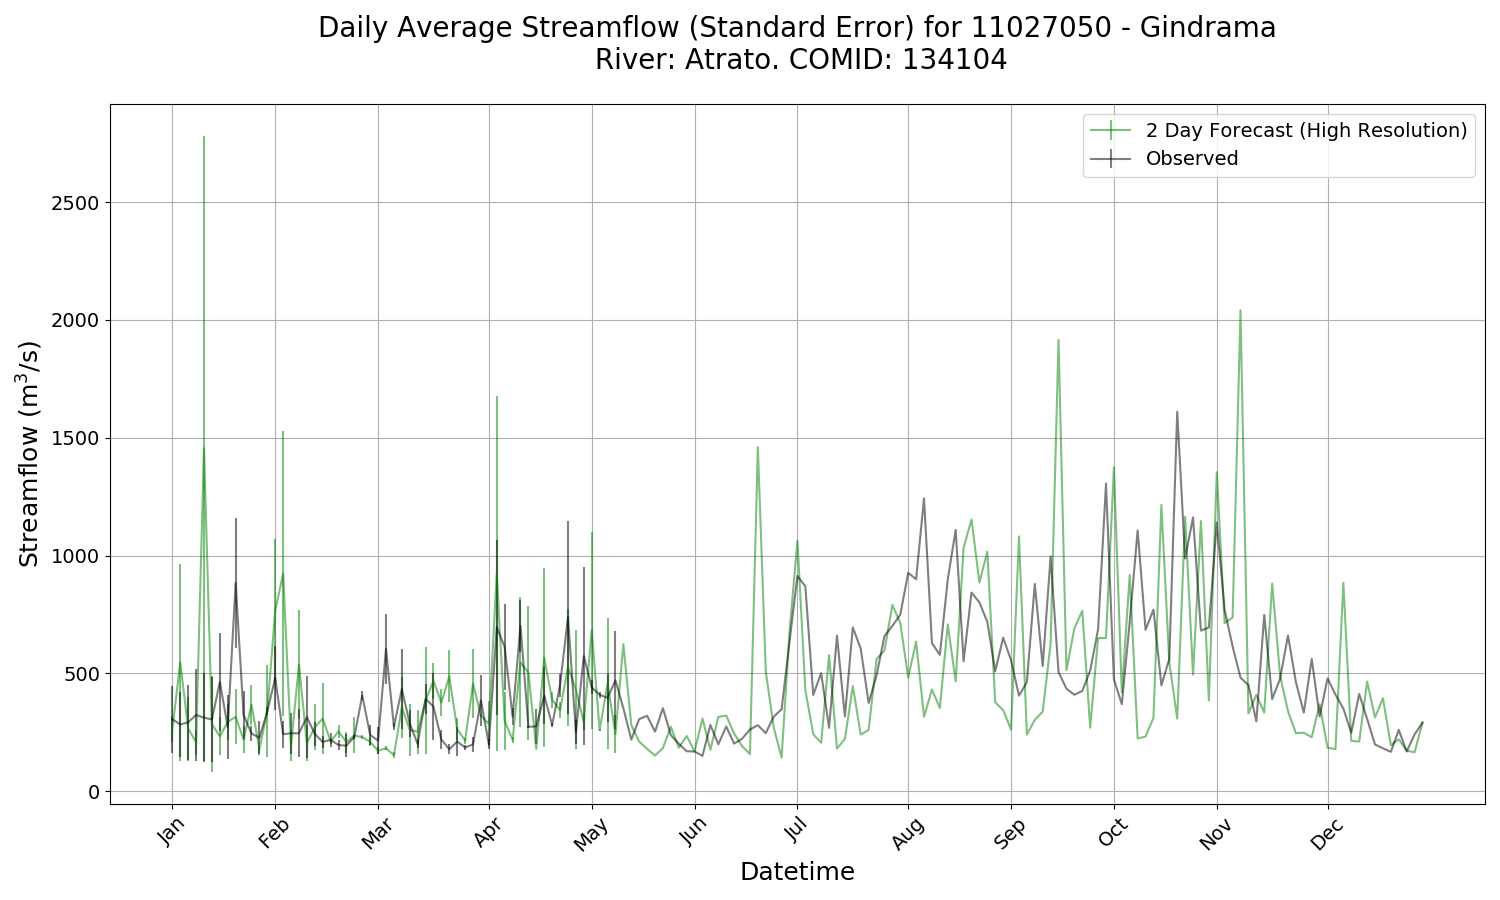 Daily Average Streamflow (Standard Error) for 11027050 - Gindrama
River: Atrato. COMID: 134104
2 Day Forecast (High Resolution)
Observed
Streamflow (m³/s)
2500
2000
1500
1000
500
0
Jan
Feb
Mar
Apr
May
Jun
Jul
Aug
Sep
Oct
Nov
Dec
Datetime